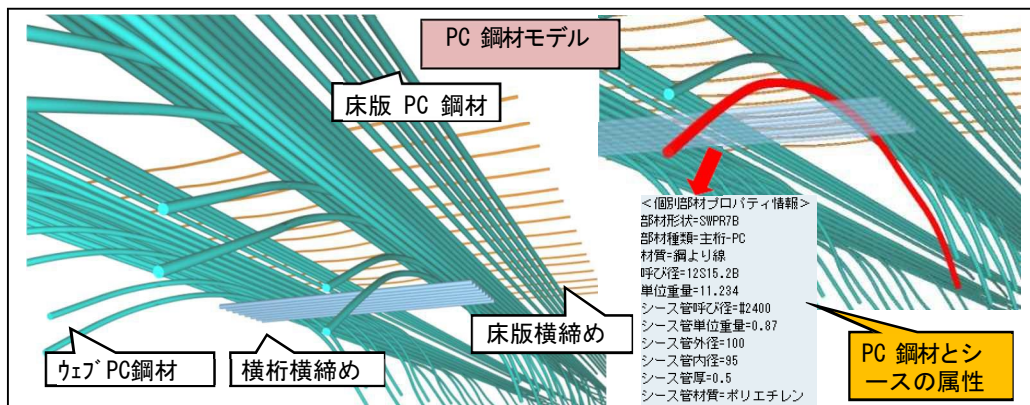 PC 鋼材モデル
床版 PC 鋼材
<個別部材プロパティ情報>
部材形状=SWPR7B
部材種類=主桁-PC
材質=鋼より線
呼び径=12S15.2B
単位重量=11.234
シース管呼び径=#2400
シース管単位重量=0.87
シース管外径=100
シース管内径=95
シース管厚=0.5
シース管材質=ポリエチレン
床版横締め
ｳｪﾌﾞPC鋼材
横桁横締め
PC 鋼材とシ
ースの属性